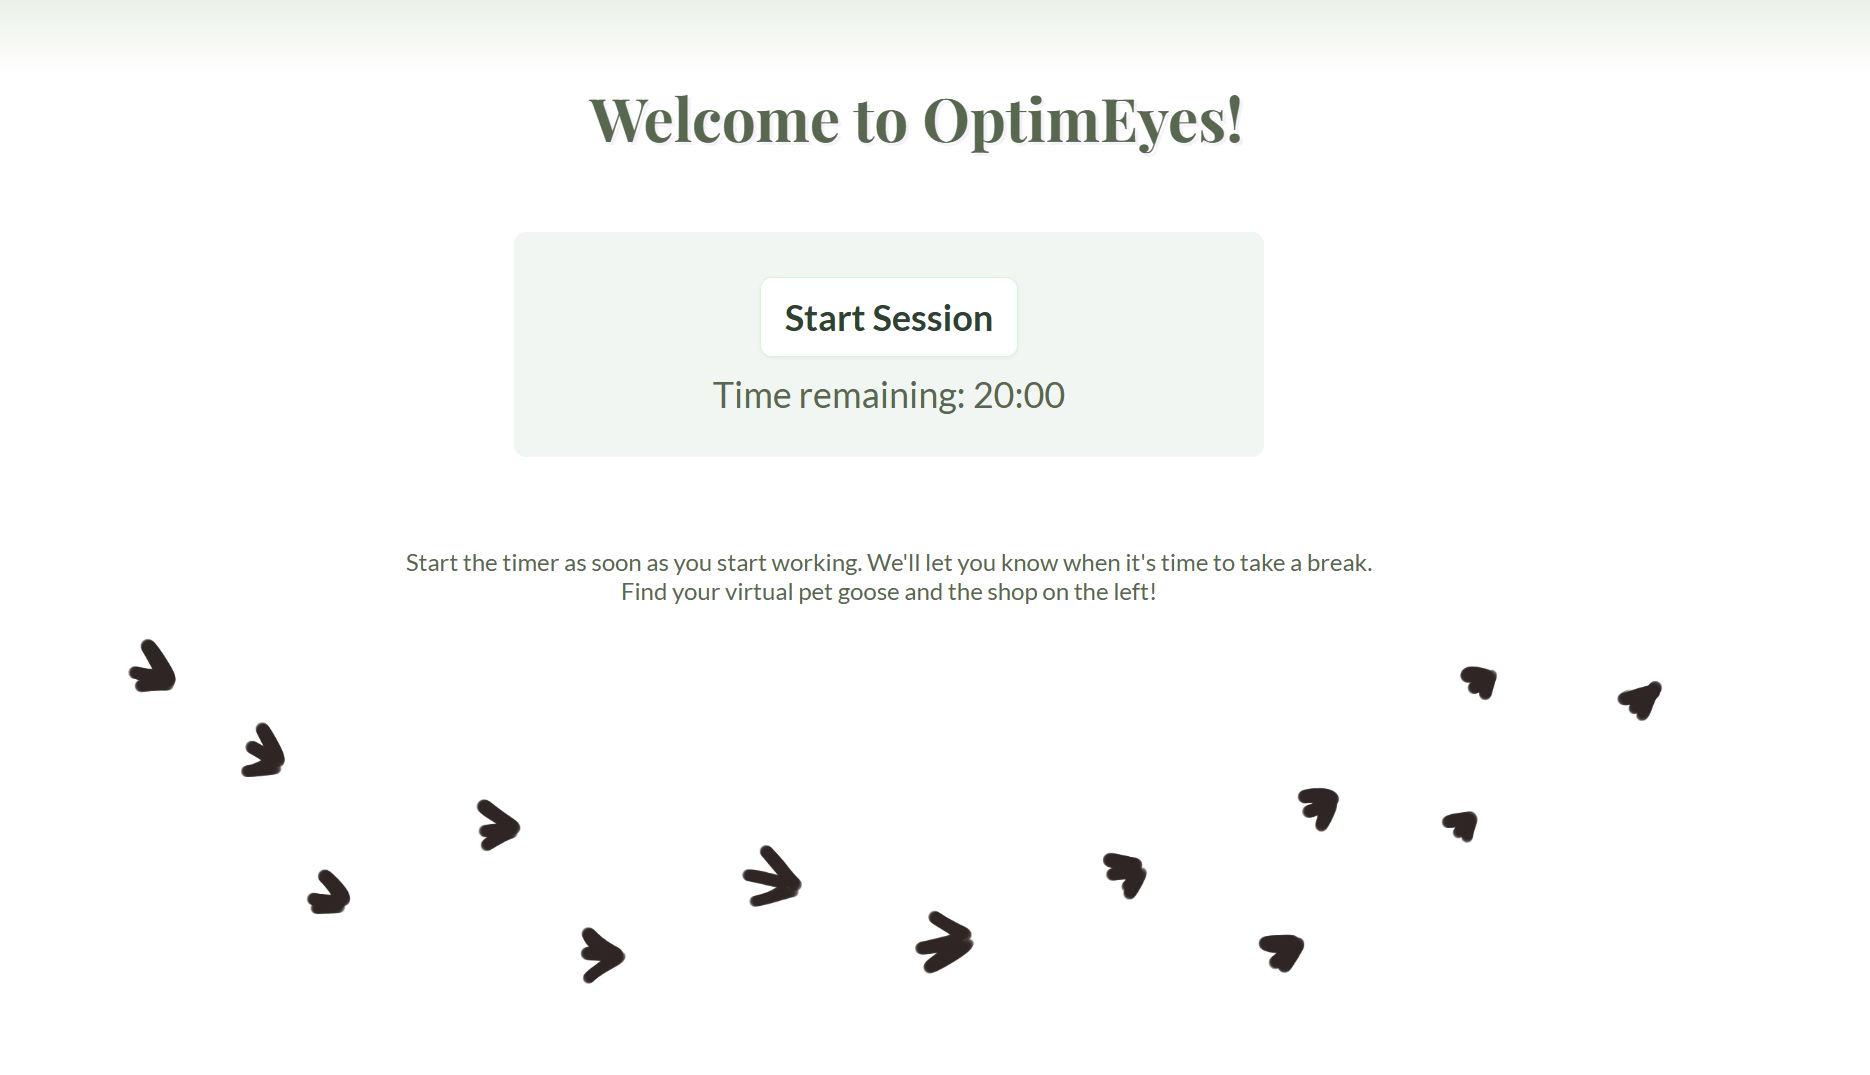 Welcome to OptimEyes!
Start Session
Time remaining: 20:00
Start the timer as soon as you start working. We'll let you know when it's time to take a break.
Find your virtual pet goose and the shop on the left!